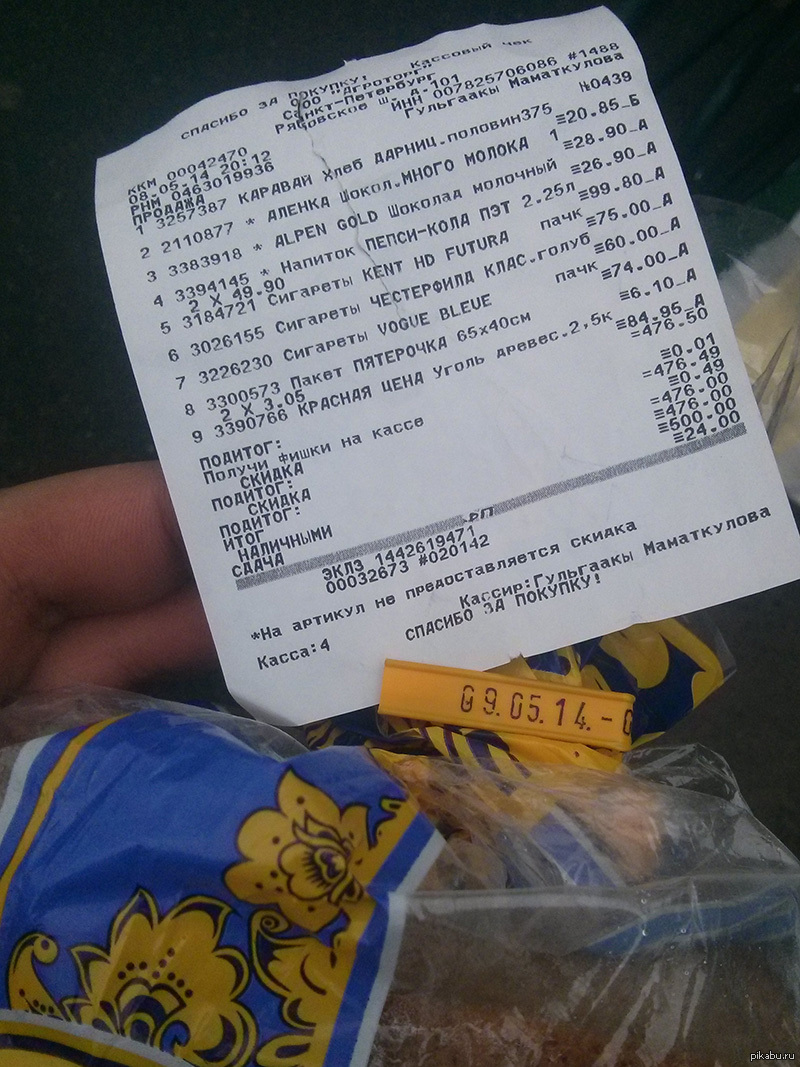 СПАСИБО ЗА ПОКУПКУ! Кассовый чек
ООО "АГРОТОРГ"
Санкт-Петербург
Рябовское ш., Д-101
ИНН 007825706086 #1488
Гульгаакы Маматкулова
ККМ 00042470 №0439
08.05.14 20:12
РНМ 0463019936
ПРОДАЖА
1 3257387 КАРАВАЙ Хлеб ДАРНИЦ.половин375 ≡20.85_Б
2 2110877 * АЛЕНКА Шокол.МНОГО МОЛОКА 1 ≡28.90_А
3 3383918 * ALPEN GOLD Шоколад молочный ≡26.90_А
4 3394145 * Напиток ПЕПСИ-КОЛА ПЭТ 2.25л
2 X 49.90 ≡99.80_А
5 3184721 Сигареты KENT HD FUTURA пачк ≡75.00_А
6 3026155 Сигареты ЧЕСТЕРФИЛА КЛАС.голуб ≡60.00_А
7 3226230 Сигареты VOGUE BLEUE пачк ≡74.00_А
8 3300573 Пакет ПЯТЕРОЧКА 65х40см
2 X 3.05 ≡6.10_А
9 3390766 КРАСНАЯ ЦЕНА Уголь древес.2,5к ≡84.95_А
ПОДИТОГ: =476.50
Получи фишки на кассе
СКИДКА ≡0.01
ПОДИТОГ: =476.49
СКИДКА ≡0.49
ПОДИТОГ: =476.00
ИТОГ ≡476.00
НАЛИЧНЫМИ ≡500.00
СДАЧА ≡24.00
ЭКЛЗ 1442619471
00032673 #020142
*На артикул не предоставляется скидка
Касса:4 Кассир:Гульгаакы Маматкулова
СПАСИБО ЗА ПОКУПКУ!
09.05.14.-
pikabu.ru